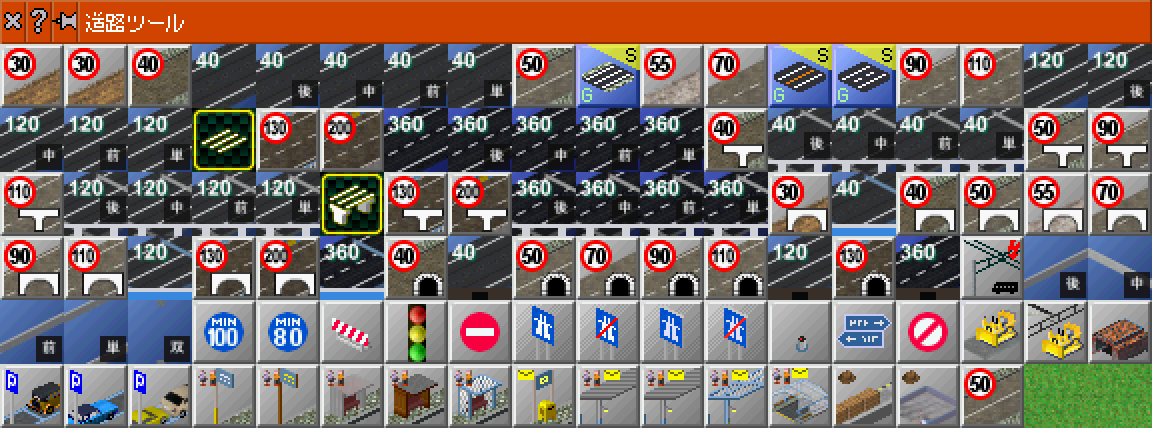 道路ツール
30 30 40 40 40 後 40 中 40 前 40 単 50 S G 55 70 S G S G 90 110 120 120 後
120 中 120 前 120 単 130 200 360 360 後 360 中 360 前 360 単 40 40 後 40 中 40 前 40 単 50 90
110 120 後 120 中 120 前 120 単 130 200 360 後 360 中 360 前 360 単 30 40 40 50 55 70
90 110 120 130 200 360 40 40 50 70 90 110 120 130 360 後 中
前 単 双 MIN 100 MIN 80
P P P 50